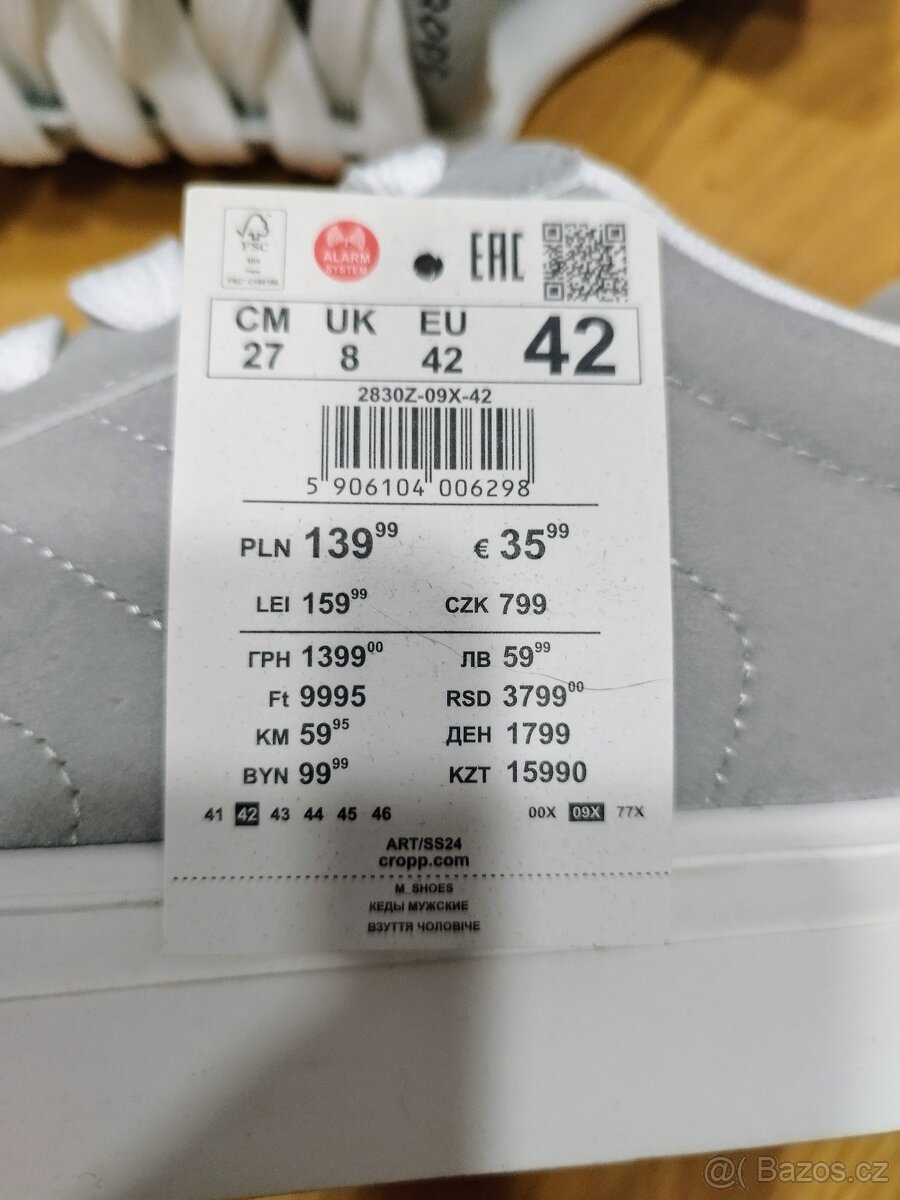 CROPP
FSC
MIX
Paper
ALARM
SYSTEM
EAC
CM UK EU 42
27 8 42
2830Z-09X-42
5 906104 006298
PLN 139⁹⁹ € 35⁹⁹
LEI 159⁹⁹ CZK 799
ГРН 1399⁰⁰ ЛВ 59⁹⁹
Ft 9995 RSD 3799⁰⁰
KM 59⁹⁵ ДЕН 1799
BYN 99⁹⁹ KZT 15990
41 42 43 44 45 46 00X 09X 77X
ART/SS24
cropp.com
M_SHOES
КЕДЫ МУЖСКИЕ
ВЗУТТЯ ЧОЛОВІЧЕ
@( Bazos.cz